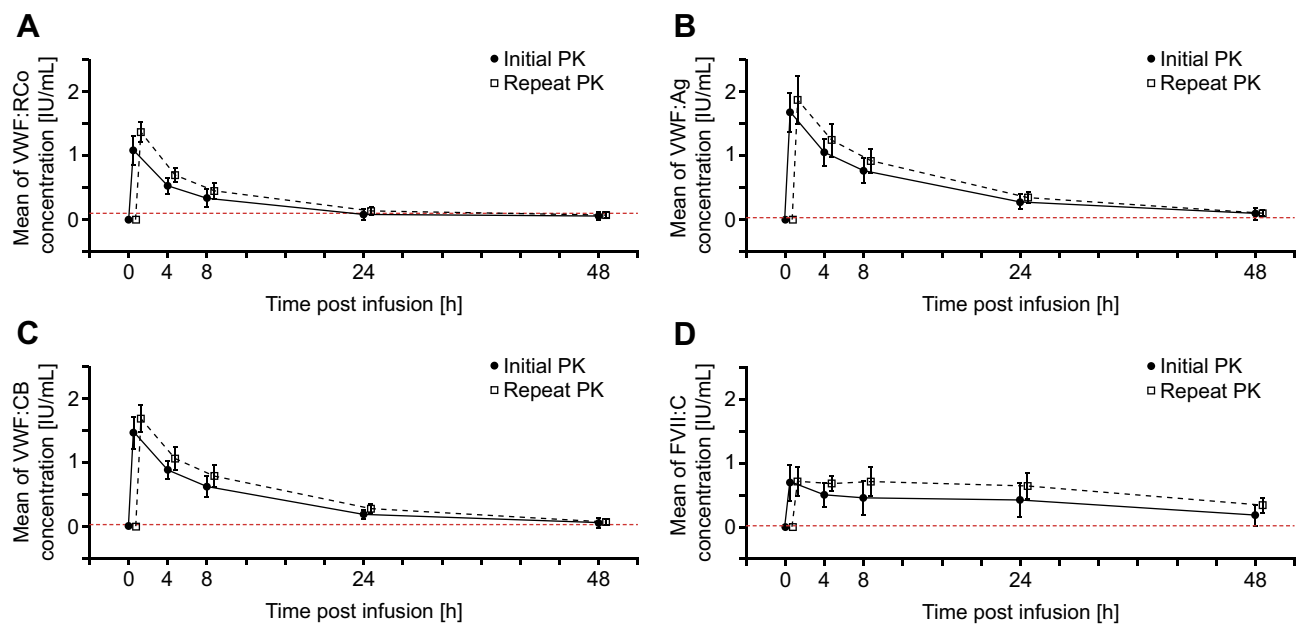 A
Mean of VWF:RCo
concentration [IU/mL]
2
1
0
Initial PK
Repeat PK
0 4 8 24 48
Time post infusion [h]
B
Mean of VWF:Ag
concentration [IU/mL]
2
1
0
Initial PK
Repeat PK
0 4 8 24 48
Time post infusion [h]
C
Mean of VWF:CB
concentration [IU/mL]
2
1
0
Initial PK
Repeat PK
0 4 8 24 48
Time post infusion [h]
D
Mean of FVII:C
concentration [IU/mL]
2
1
0
Initial PK
Repeat PK
0 4 8 24 48
Time post infusion [h]